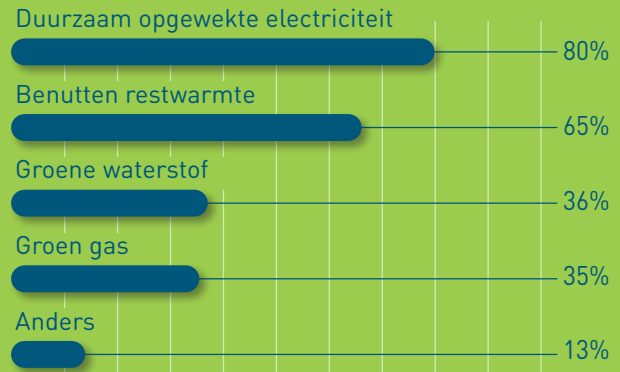 Duurzaam opgewekte electriciteit
80%
Benutten restwarmte
65%
Groene waterstof
36%
Groen gas
35%
Anders
13%